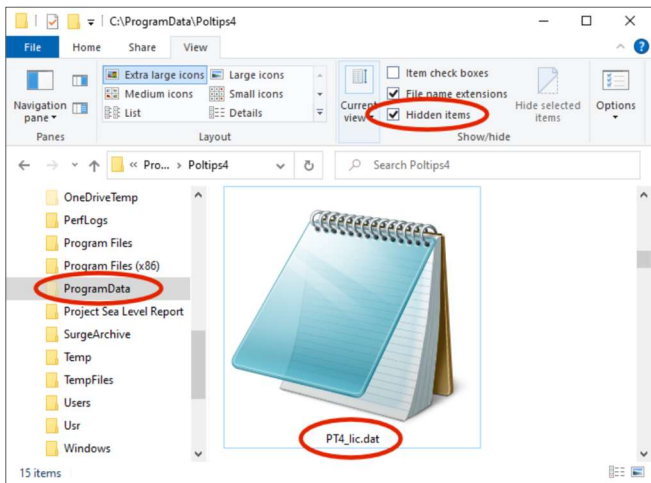 C:\ProgramData\Poltips4
File Home Share View
Navigation pane
Panes
Extra large icons Large icons
Medium icons Small icons
List Details
Layout
Current view
Item check boxes
File name extensions
Hidden items
Hide selected items
Show/hide
Options
« Pro... > Poltips4
Search Poltips4
OneDriveTemp
PerfLogs
Program Files
Program Files (x86)
ProgramData
Project Sea Level Report
SurgeArchive
Temp
TempFiles
Users
Usr
Windows
PT4_lic.dat
15 items